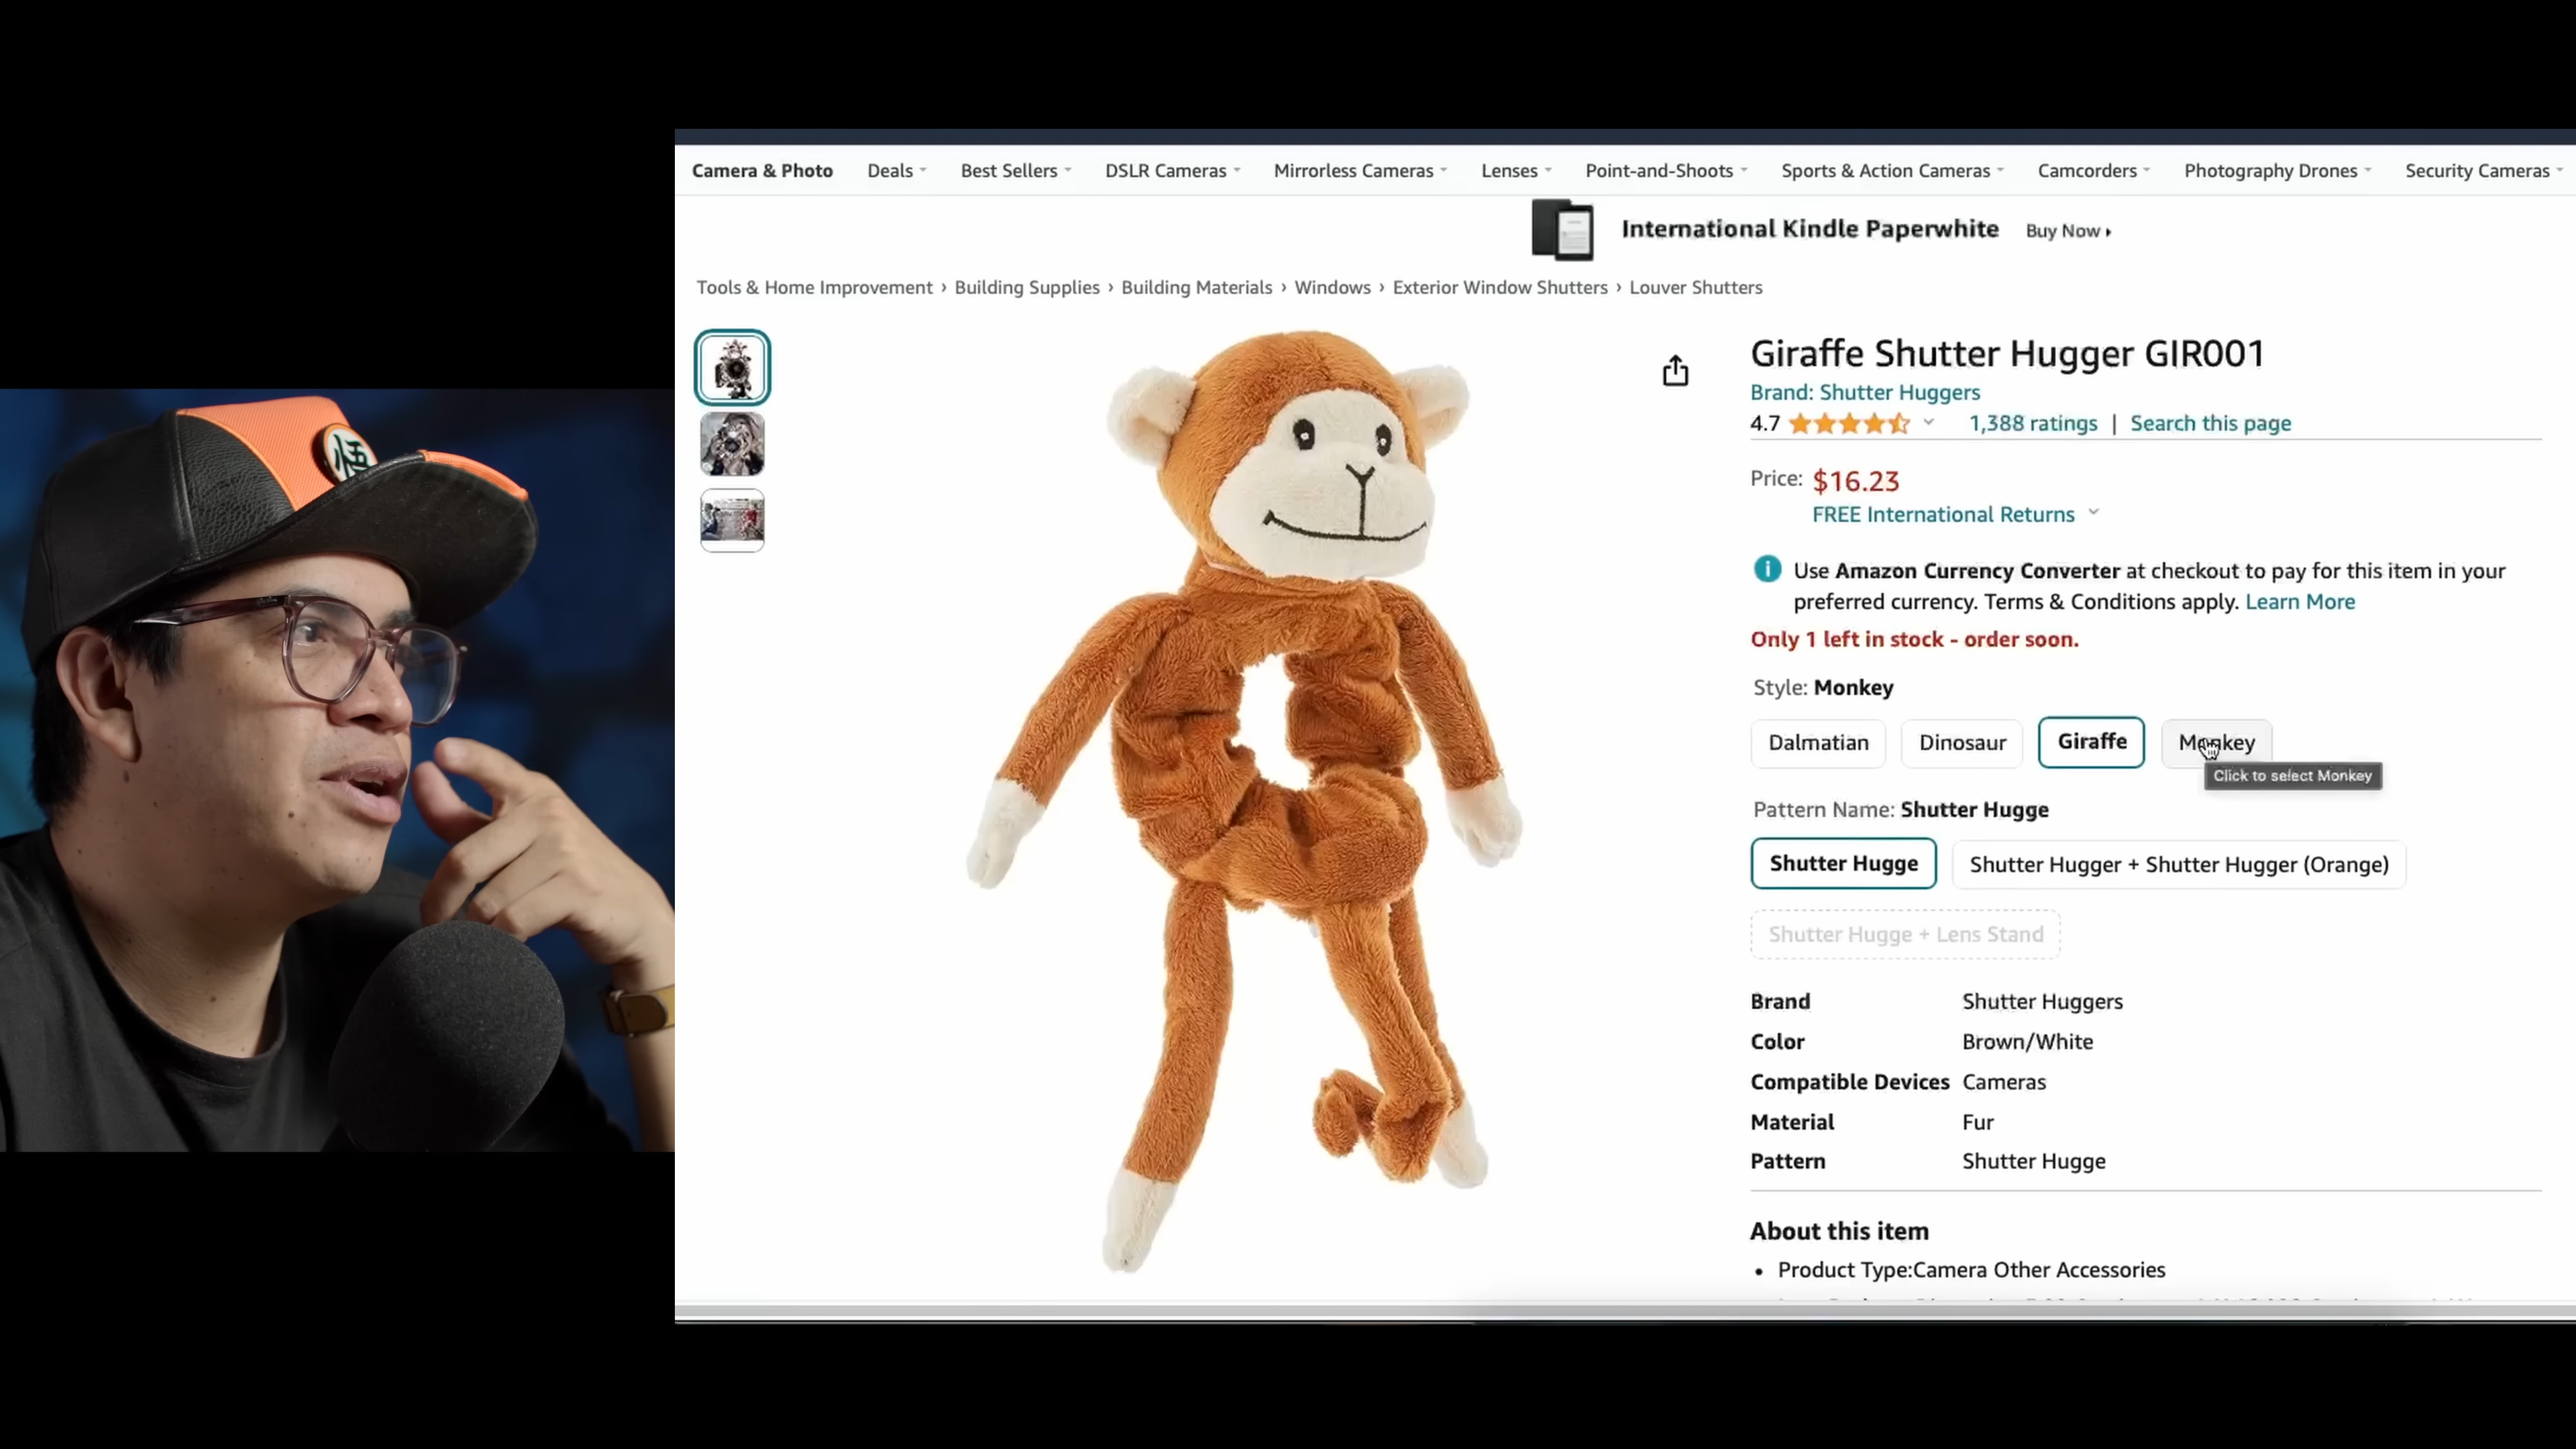 Camera & Photo Deals Best Sellers DSLR Cameras Mirrorless Cameras Lenses Point-and-Shoots Sports & Action Cameras Camcorders Photography Drones Security Cameras
International Kindle Paperwhite Buy Now
Tools & Home Improvement › Building Supplies › Building Materials › Windows › Exterior Window Shutters › Louver Shutters
悟
Giraffe Shutter Hugger GIR001
Brand: Shutter Huggers
4.7 1,388 ratings | Search this page
Price: $16.23
FREE International Returns
Use Amazon Currency Converter at checkout to pay for this item in your
preferred currency. Terms & Conditions apply. Learn More
Only 1 left in stock - order soon.
Style: Monkey
Dalmatian Dinosaur Giraffe Monkey
Click to select Monkey
Pattern Name: Shutter Hugge
Shutter Hugge Shutter Hugger + Shutter Hugger (Orange)
Shutter Hugge + Lens Stand
Brand Shutter Huggers
Color Brown/White
Compatible Devices Cameras
Material Fur
Pattern Shutter Hugge
About this item
• Product Type:Camera Other Accessories